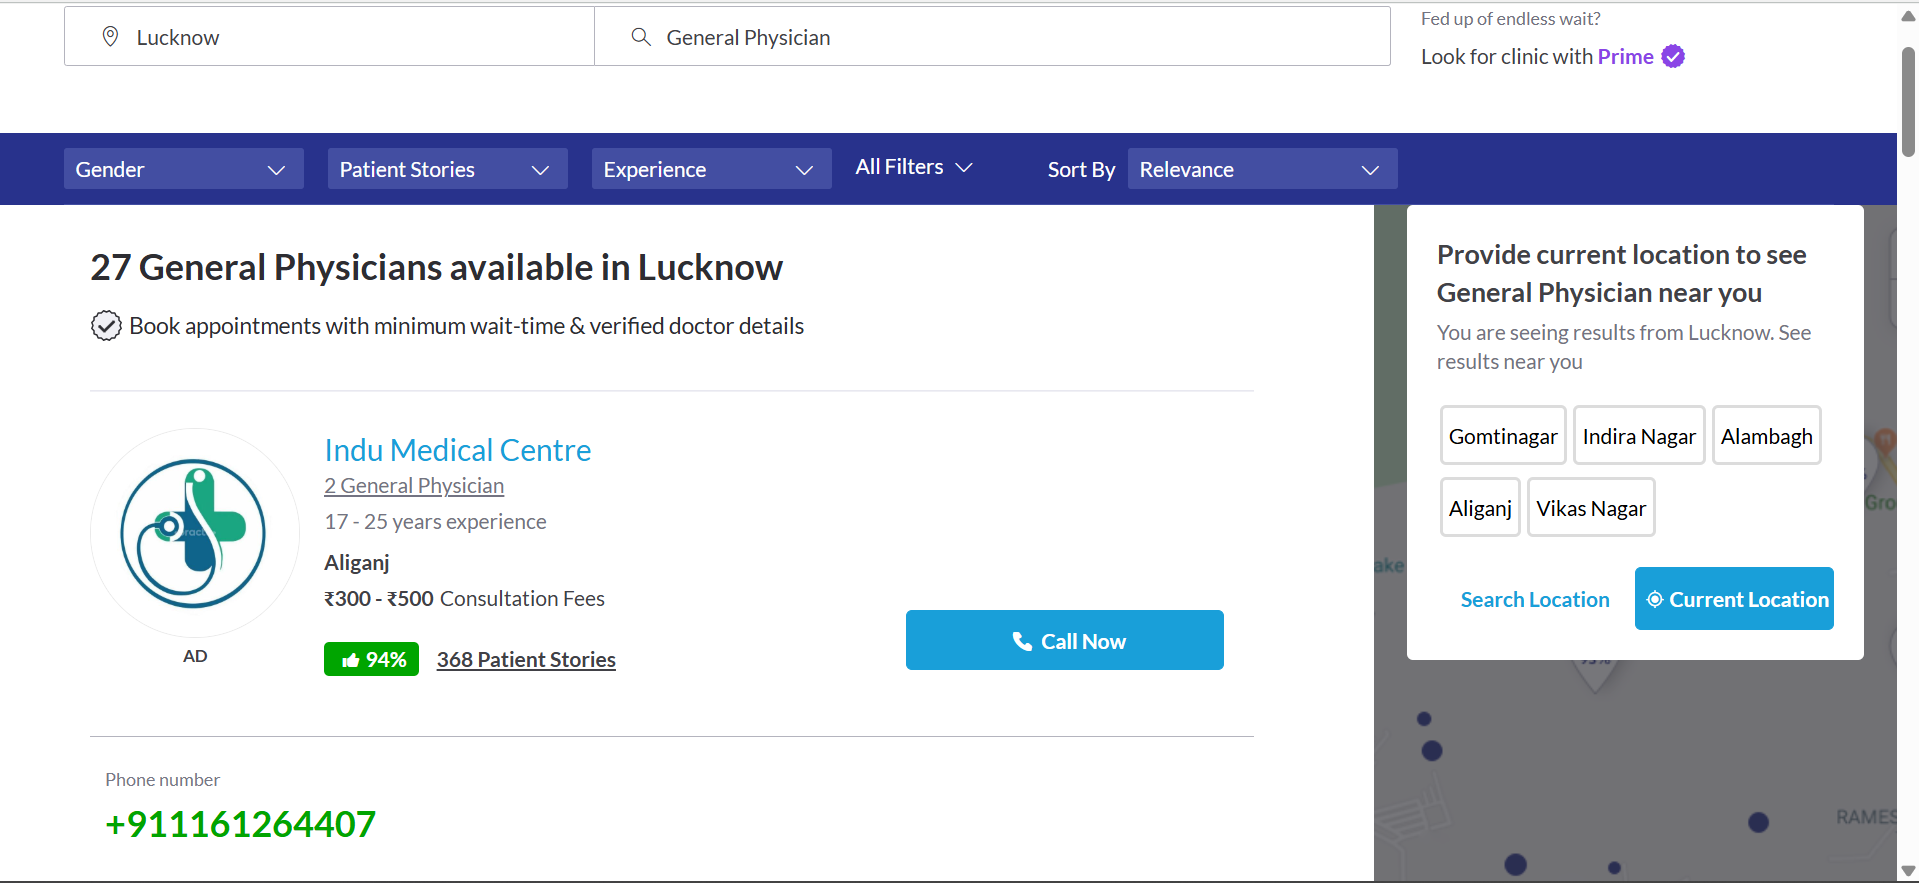 Lucknow
General Physician
Fed up of endless wait?
Look for clinic with Prime
Gender
Patient Stories
Experience
All Filters
Sort By
Relevance
27 General Physicians available in Lucknow
Book appointments with minimum wait-time & verified doctor details
Indu Medical Centre
2 General Physician
17 - 25 years experience
Aliganj
₹300 - ₹500 Consultation Fees
94%
368 Patient Stories
AD
Call Now
Phone number
+911161264407
Provide current location to see
General Physician near you
You are seeing results from Lucknow. See
results near you
Gomtinagar
Indira Nagar
Alambagh
Aliganj
Vikas Nagar
Search Location
Current Location
Gro
ake
RAMES